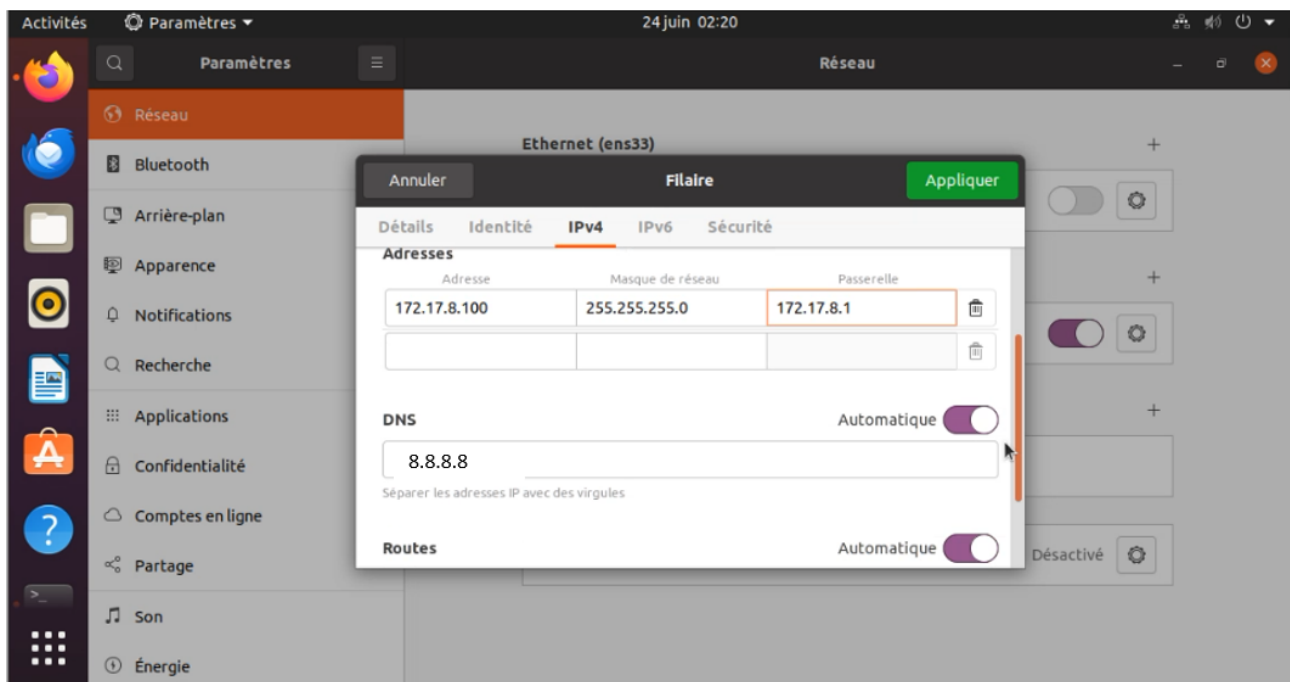 Activités Paramètres 24 juin 02:20
Paramètres Réseau
Réseau
Bluetooth
Arrière-plan
Apparence
Notifications
Recherche
Applications
Confidentialité
Comptes en ligne
Partage
Son
Énergie
Ethernet (ens33)
Annuler Filaire Appliquer
Détails Identité IPv4 IPv6 Sécurité
Adresses
Adresse Masque de réseau Passerelle
172.17.8.100 255.255.255.0 172.17.8.1
DNS Automatique
8.8.8.8
Séparer les adresses IP avec des virgules
Routes Automatique
Désactivé